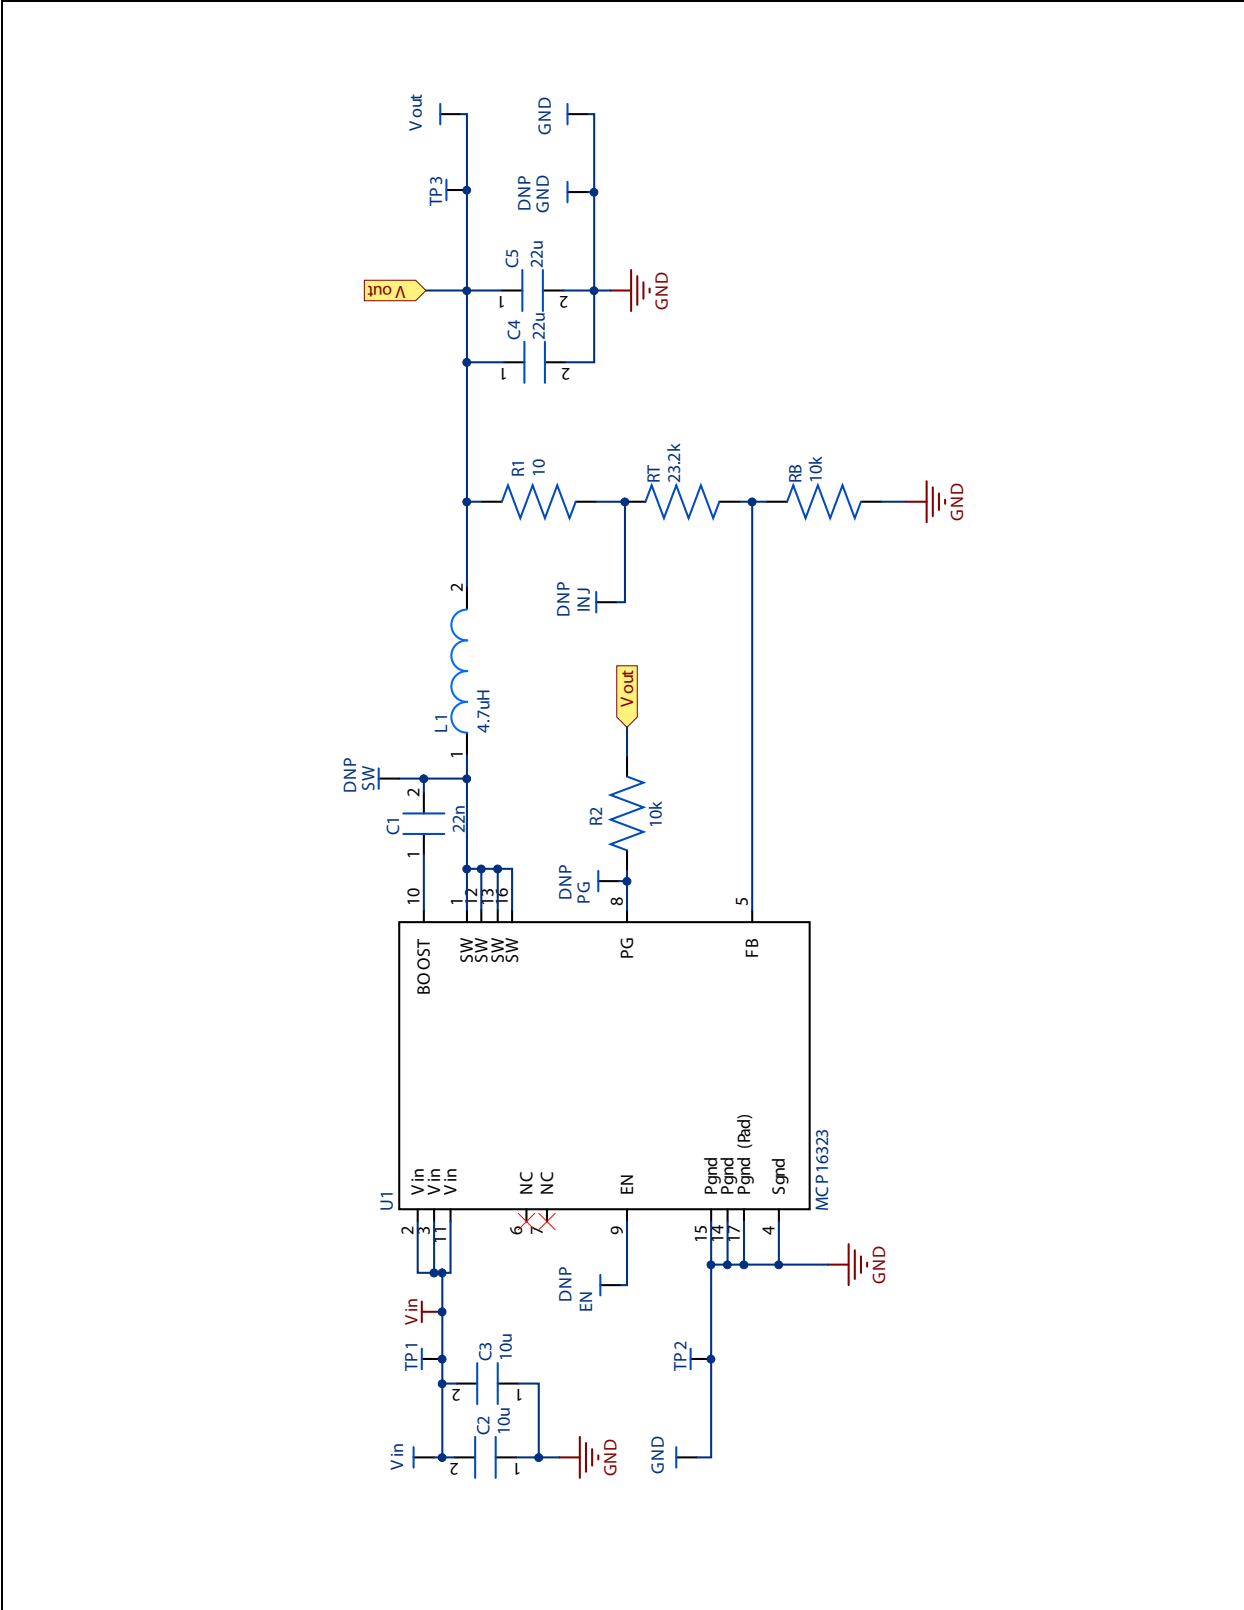 Vin
C2
10u
2
1
GND
TP1
C3
10u
2
1
Vin
U1
2
3
11
Vin
Vin
Vin
6
7
NC
NC
DNP
EN
9
EN
GND
TP2
15
14
17
4
Pgnd
Pgnd
Pgnd (Pad)
Sgnd
GND
MCP16323
BOOST
SW
SW
SW
SW
PG
FB
10
1
12
13
16
8
5
1
C1
22n
2
DNP
SW
1
L1
4.7uH
2
DNP
PG
R2
10k
Vout
DNP
INJ
R1
10
RT
23.2k
RB
10k
GND
1
C4
22u
2
1
C5
22u
2
GND
Vout
TP3
DNP
GND
Vout
GND